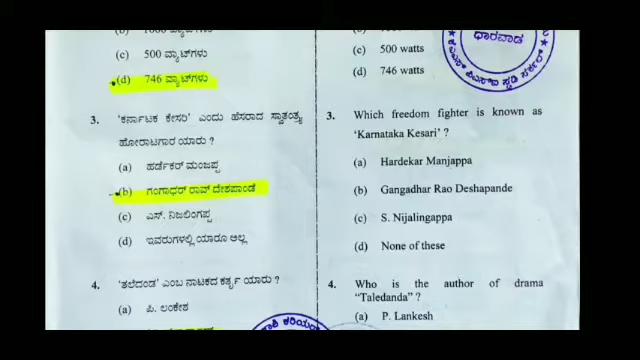 (c) 500 ವ್ಯಾಟ್‌ಗಳು
(d) 746 ವ್ಯಾಟ್‌ಗಳು
3. 'ಕರ್ನಾಟಕ ಕೇಸರಿ' ಎಂದು ಹೆಸರಾದ ಸ್ವಾತಂತ್ರ್ಯ
ಹೋರಾಟಗಾರ ಯಾರು ?
(a) ಹರ್ಡೆಕರ್ ಮಂಜಪ್ಪ
(b) ಗಂಗಾಧರ್ ರಾವ್ ದೇಶಪಾಂಡೆ
(c) ಎಸ್. ನಿಜಲಿಂಗಪ್ಪ
(d) ಇವರುಗಳಲ್ಲಿ ಯಾರೂ ಅಲ್ಲ
4. 'ತಲೆದಂಡ' ಎಂಬ ನಾಟಕದ ಕರ್ತೃ ಯಾರು ?
(a) ಪಿ. ಲಂಕೇಶ
(c) 500 watts
(d) 746 watts
3. Which freedom fighter is known as
'Karnataka Kesari' ?
(a) Hardekar Manjappa
(b) Gangadhar Rao Deshapande
(c) S. Nijalingappa
(d) None of these
4. Who is the author of drama
"Taledanda" ?
(a) P. Lankesh
ಧಾರವಾಡ